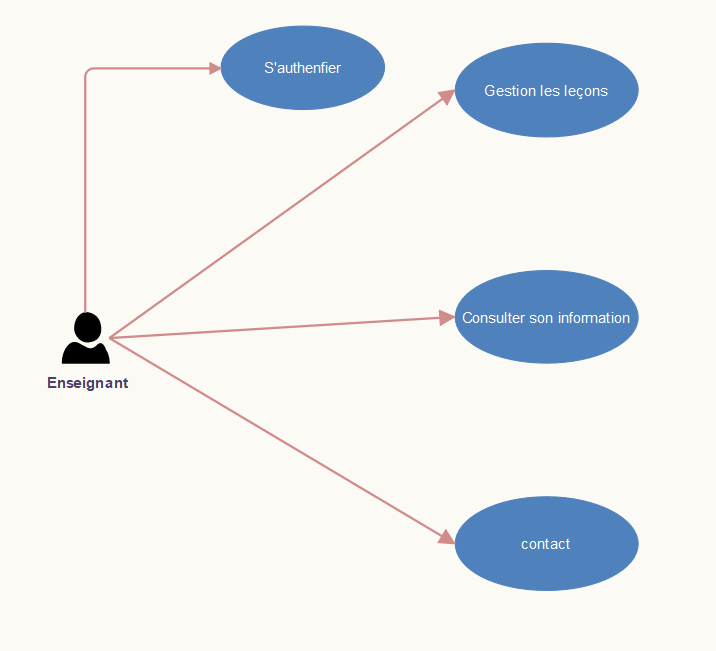 S'authenfier
Gestion les leçons
Consulter son information
Enseignant
contact